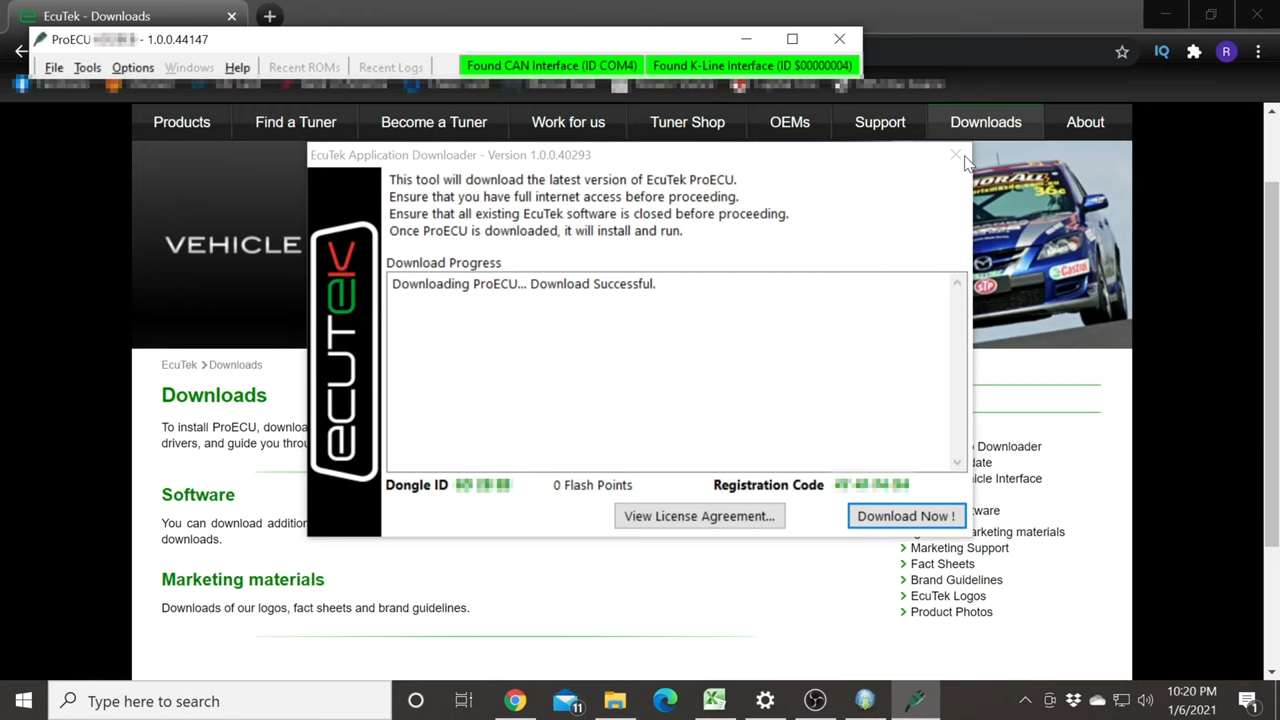 EcuTek - Downloads
ProECU - 1.0.0.44147
File Tools Options Windows Help Recent ROMs Recent Logs Found CAN Interface (ID COM4) Found K-Line Interface (ID $00000004)
R
Products Find a Tuner Become a Tuner Work for us Tuner Shop OEMs Support Downloads About
EcuTek Application Downloader - Version 1.0.0.40293
This tool will download the latest version of EcuTek ProECU.
Ensure that you have full internet access before proceeding.
Ensure that all existing EcuTek software is closed before proceeding.
Once ProECU is downloaded, it will install and run.
VEHICLE
ECUTEK
Download Progress
Downloading ProECU... Download Successful.
36c
Castrol
STP
EcuTek > Downloads
Downloads
To install ProECU, downloa
drivers, and guide you throu
Downloader
date
hicle Interface
Dongle ID 0 Flash Points Registration Code
Software
You can download addition
downloads.
View License Agreement...
Download Now !
tware
arketing materials
Marketing Support
Fact Sheets
Brand Guidelines
EcuTek Logos
Product Photos
Marketing materials
Downloads of our logos, fact sheets and brand guidelines.
Type here to search
11
10:20 PM
1/6/2021
1